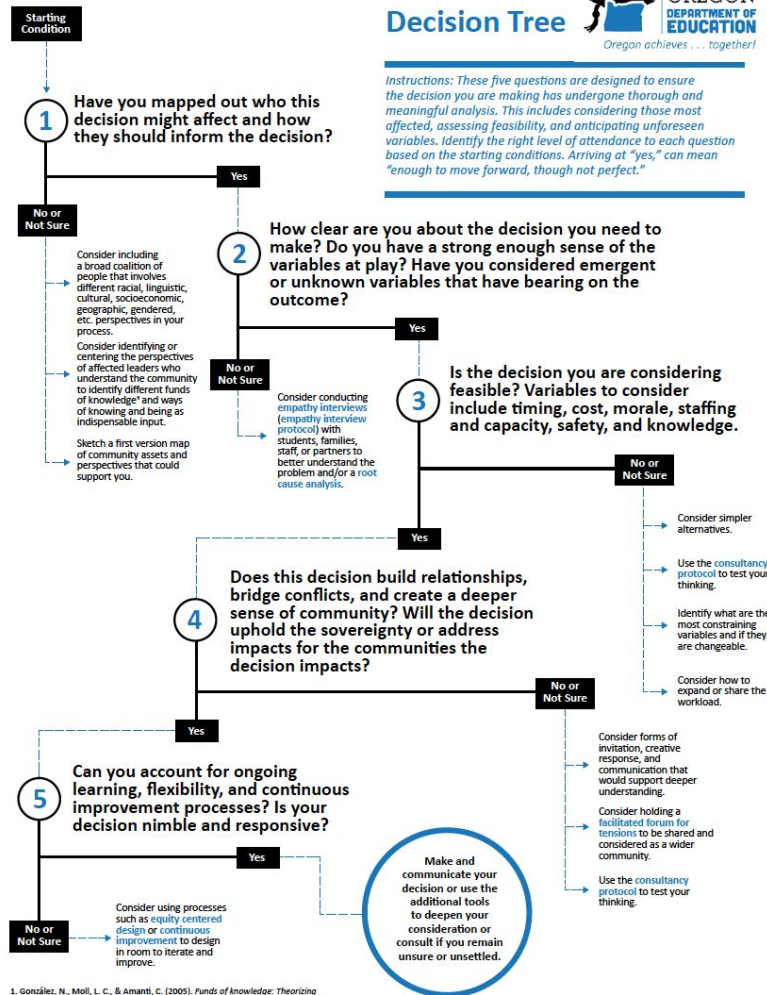 Starting
Condition
Decision Tree
OREGON
DEPARTMENT OF
EDUCATION
Oregon achieves . . . together!
Instructions: These five questions are designed to ensure
the decision you are making has undergone thorough and
meaningful analysis. This includes considering those most
affected, assessing feasibility, and anticipating unforeseen
variables. Identify the right level of attendance to each question
based on the starting conditions. Arriving at “yes,” can mean
“enough to move forward, though not perfect.”
1
Have you mapped out who this
decision might affect and how
they should inform the decision?
Yes
No or
Not Sure
Consider including
a broad coalition of
people that involves
different racial, linguistic,
cultural, socioeconomic,
geographic, gendered,
etc. perspectives in your
process.
Consider identifying or
centering the perspectives
of affected leaders who
understand the community
to identify different funds
of knowledge¹ and ways
of knowing and being as
indispensable input.
Sketch a first version map
of community assets and
perspectives that could
support you.
2
How clear are you about the decision you need to
make? Do you have a strong enough sense of the
variables at play? Have you considered emergent
or unknown variables that have bearing on the
outcome?
Yes
No or
Not Sure
Consider conducting
empathy interviews
(empathy interview
protocol) with
students, families,
staff, or partners to
better understand the
problem and/or a root
cause analysis.
3
Is the decision you are considering
feasible? Variables to consider
include timing, cost, morale, staffing
and capacity, safety, and knowledge.
No or
Not Sure
Consider simpler
alternatives.
Use the consultancy
protocol to test your
thinking.
Identify what are the
most constraining
variables and if they
are changeable.
Consider how to
expand or share the
workload.
Yes
4
Does this decision build relationships,
bridge conflicts, and create a deeper
sense of community? Will the decision
uphold the sovereignty or address
impacts for the communities the
decision impacts?
No or
Not Sure
Consider forms of
invitation, creative
response, and
communication that
would support deeper
understanding.
Consider holding a
facilitated forum for
tensions to be shared and
considered as a wider
community.
Use the consultancy
protocol to test your
thinking.
Yes
5
Can you account for ongoing
learning, flexibility, and continuous
improvement processes? Is your
decision nimble and responsive?
Yes
Make and
communicate your
decision or use the
additional tools
to deepen your
consideration or
consult if you remain
unsure or unsettled.
No or
Not Sure
Consider using processes
such as equity centered
design or continuous
improvement to design
in room to iterate and
improve.
1. González, N., Moll, L. C., & Amanti, C. (2005). Funds of knowledge: Theorizing